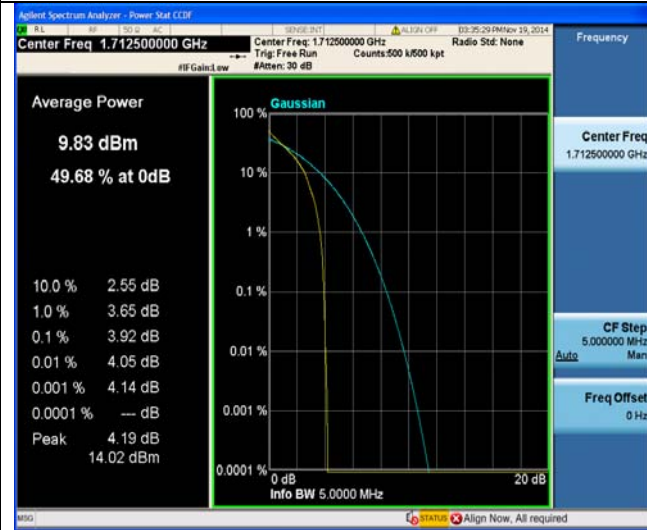 Agilent Spectrum Analyzer - Power Stat CCDF
RL RF 50 Ω AC SENSE:INT ALIGN OFF 03:35:29 PM Nov 19, 2014
Center Freq 1.712500000 GHz
Center Freq: 1.712500000 GHz Radio Std: None
Trig: Free Run Counts:500 k/500 kpt
#IFGain:Low #Atten: 30 dB
Frequency
Average Power
9.83 dBm
49.68 % at 0dB
10.0 % 2.55 dB
1.0 % 3.65 dB
0.1 % 3.92 dB
0.01 % 4.05 dB
0.001 % 4.14 dB
0.0001 % --- dB
Peak 4.19 dB
14.02 dBm
Gaussian
100 %
10 %
1 %
0.1 %
0.01 %
0.001 %
0.0001 %
0 dB 20 dB
Info BW 5.0000 MHz
Center Freq
1.712500000 GHz
CF Step
5.000000 MHz
Auto Man
Freq Offset
0 Hz
MSG STATUS Align Now, All required